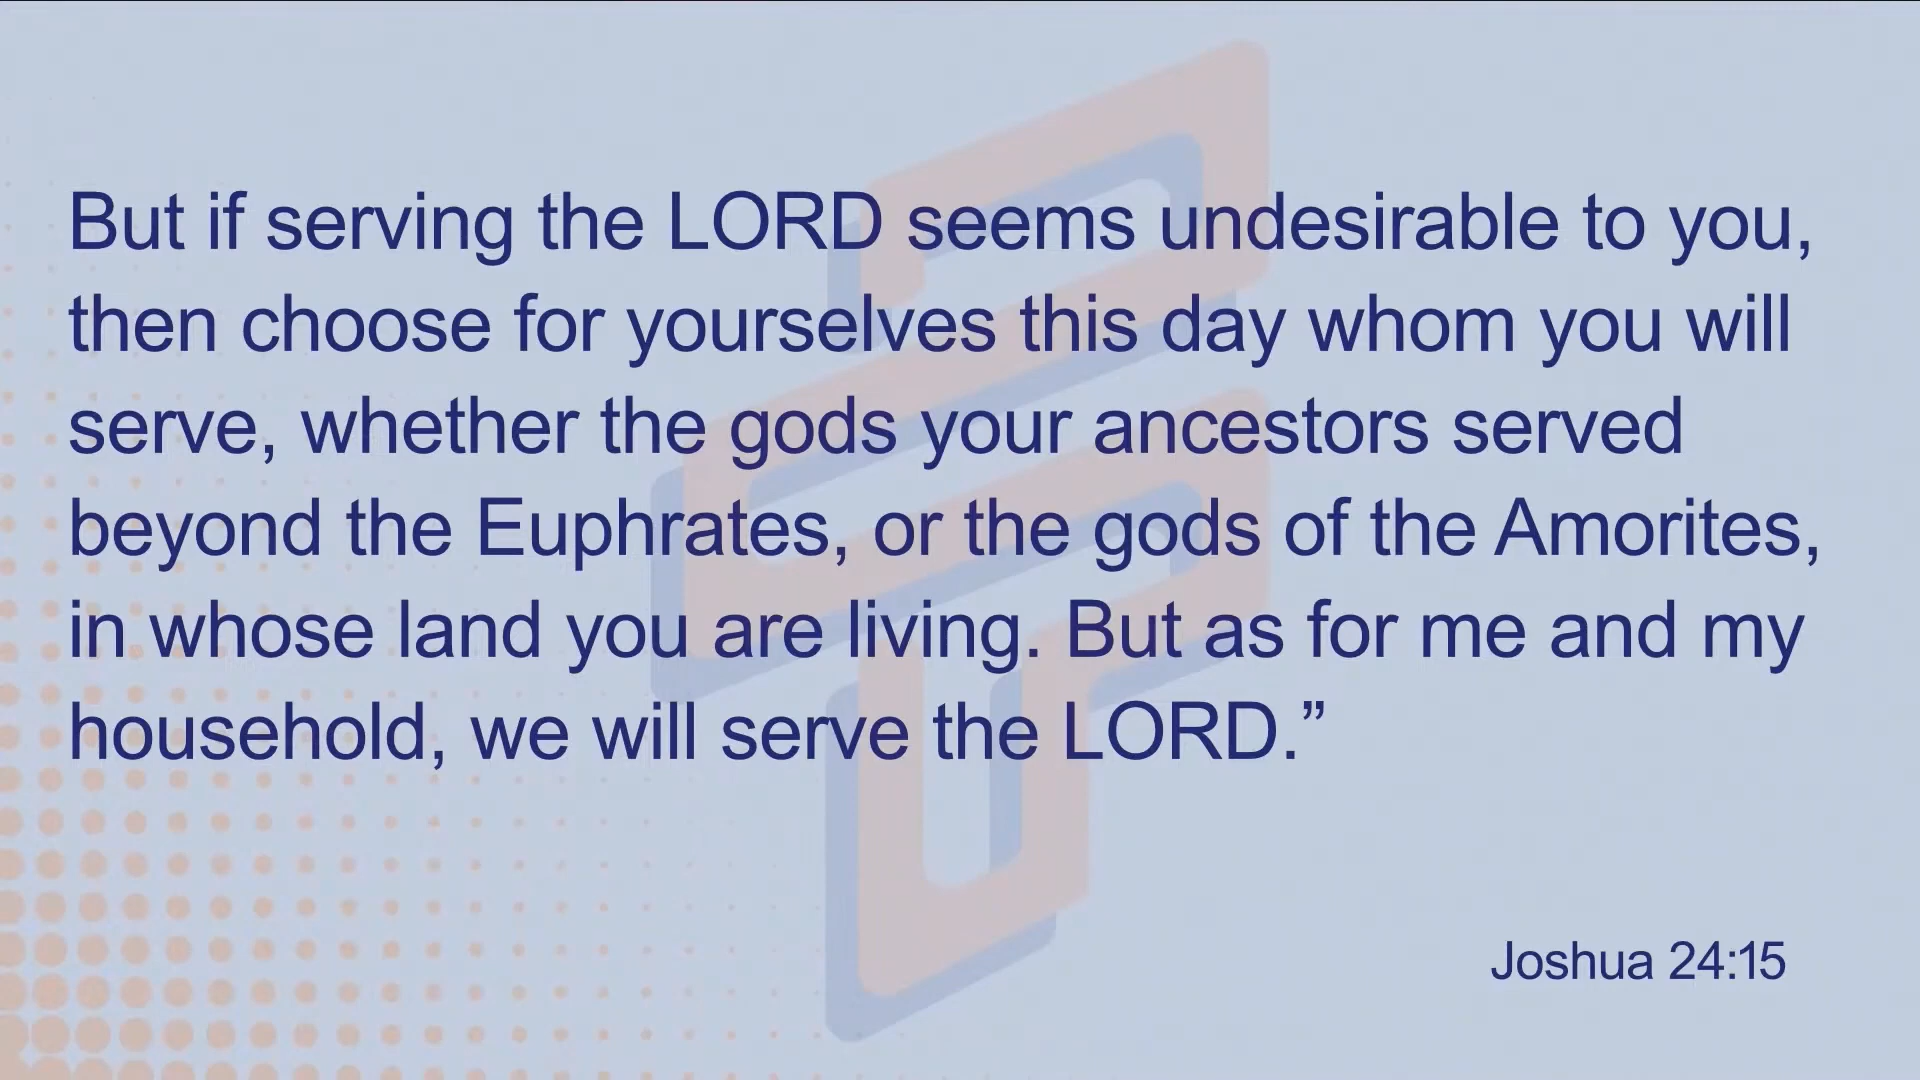 But if serving the LORD seems undesirable to you,
then choose for yourselves this day whom you will
serve, whether the gods your ancestors served
beyond the Euphrates, or the gods of the Amorites,
in whose land you are living. But as for me and my
household, we will serve the LORD.”
Joshua 24:15